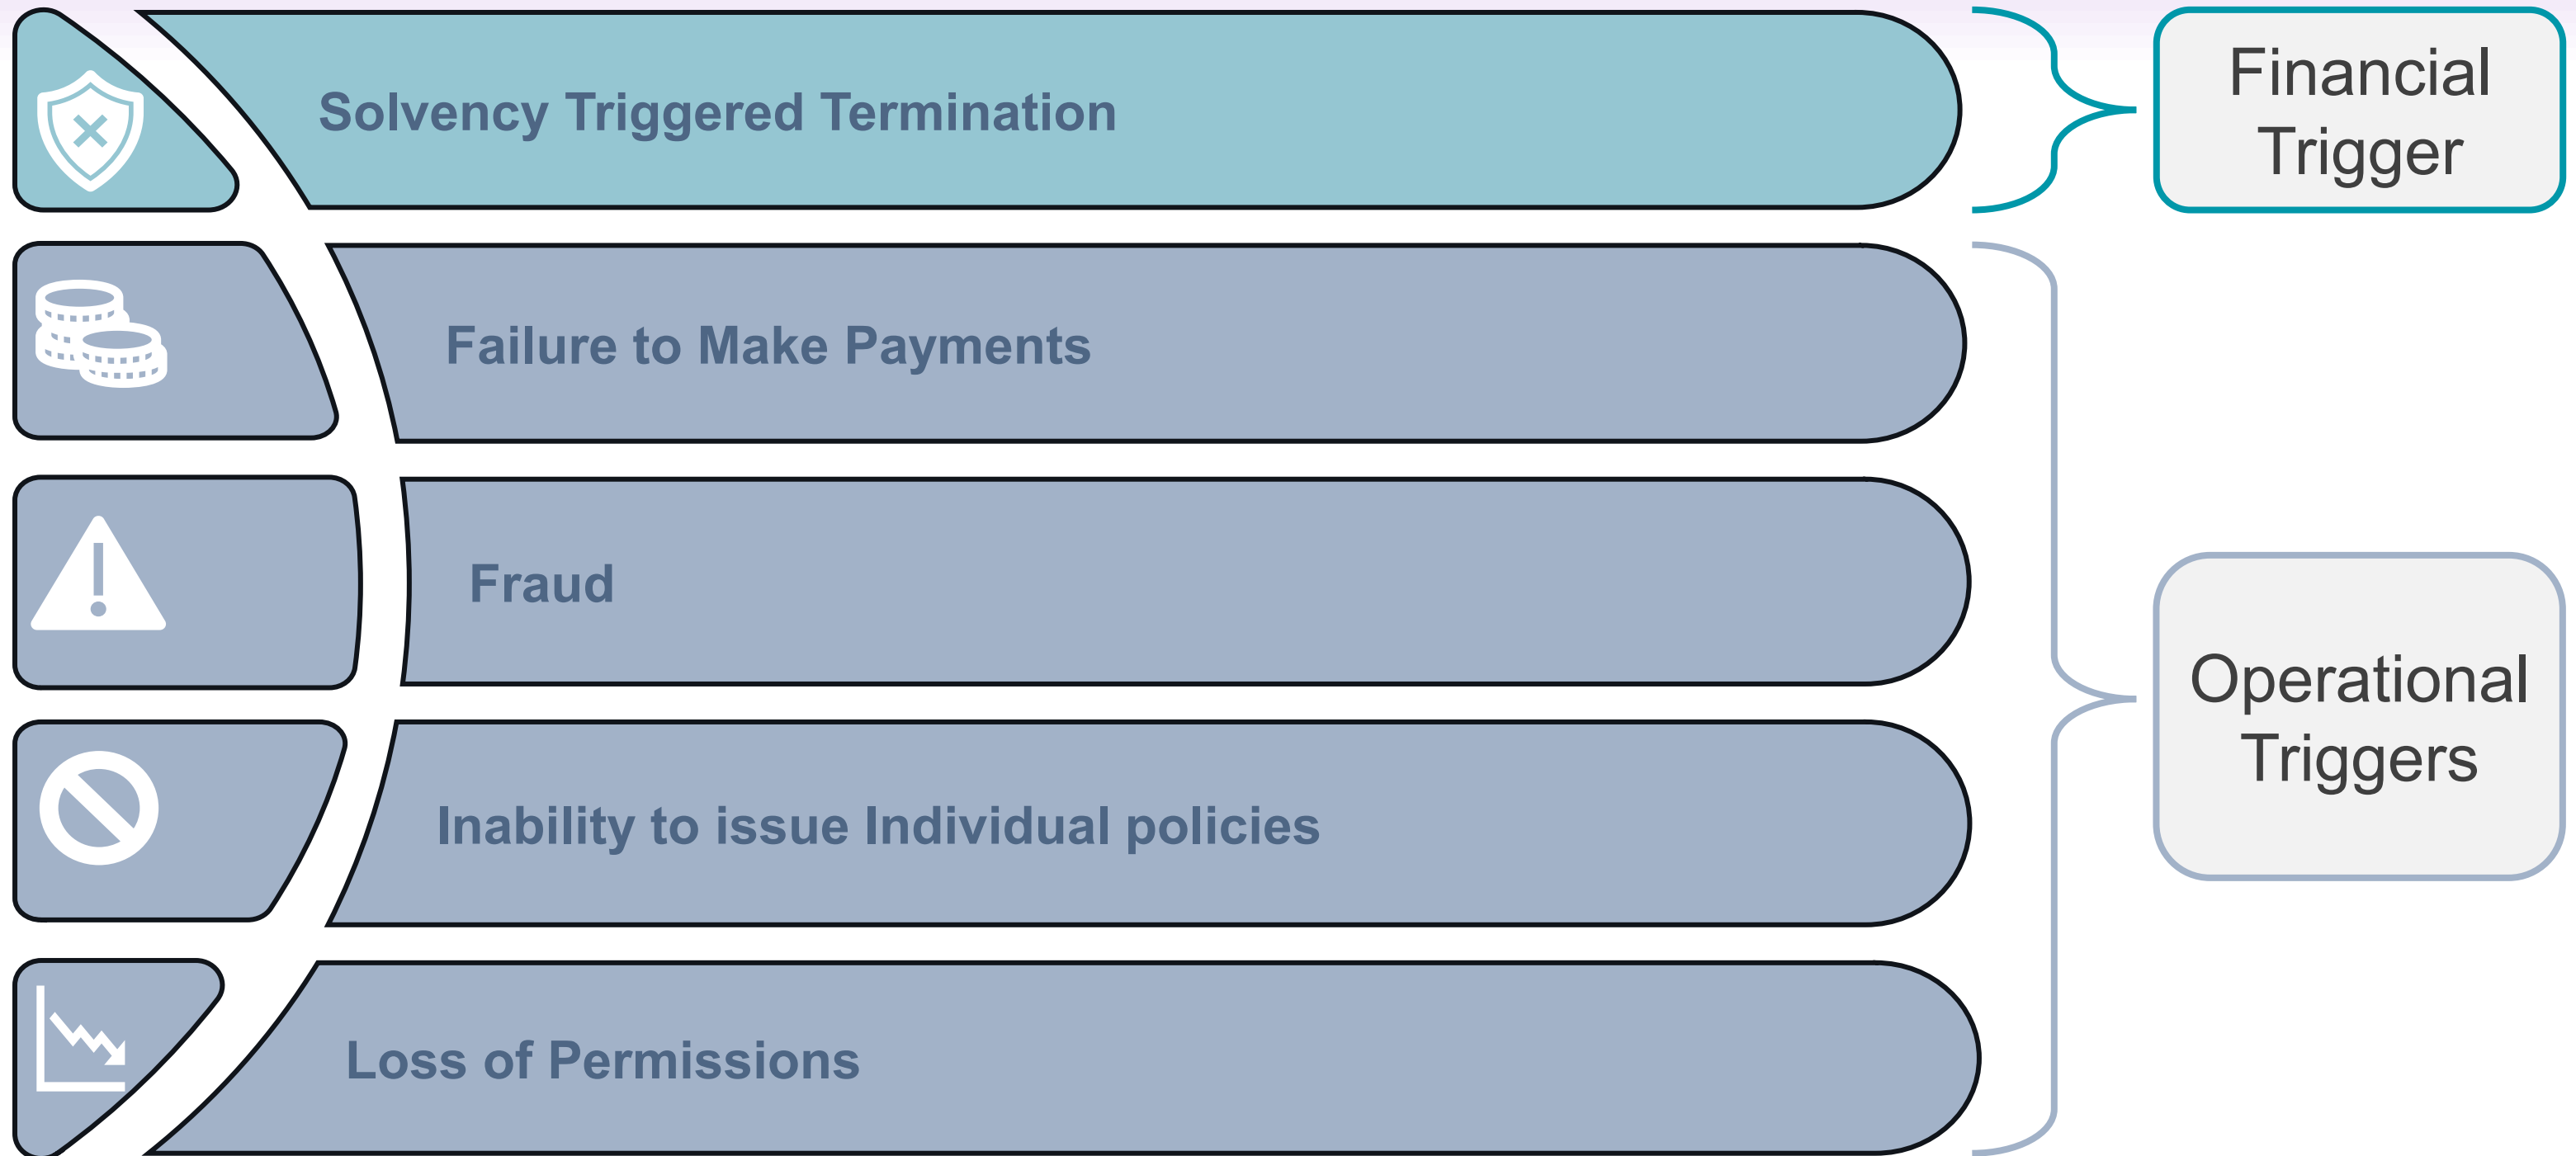 Solvency Triggered Termination
Financial
Trigger
Failure to Make Payments
Fraud
Inability to issue Individual policies
Loss of Permissions
Operational
Triggers